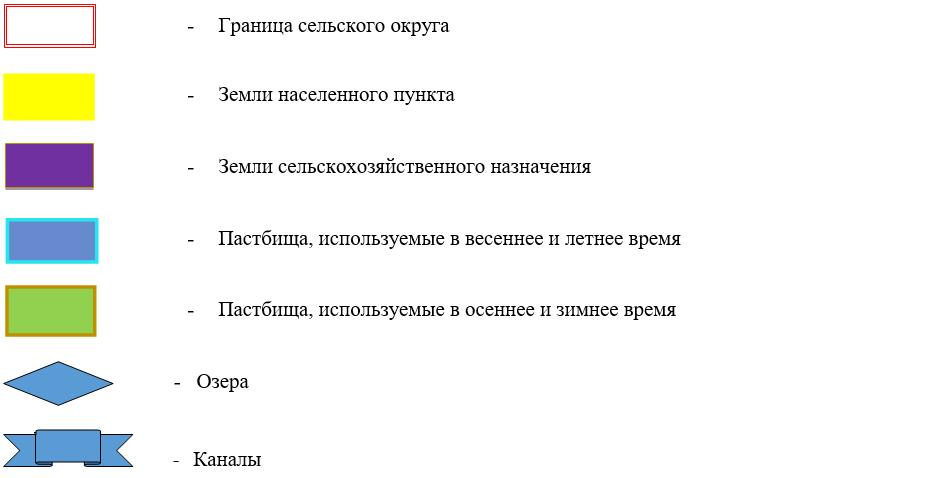 - Граница сельского округа
- Земли населенного пункта
- Земли сельскохозяйственного назначения
- Пастбища, используемые в весеннее и летнее время
- Пастбища, используемые в осеннее и зимнее время
- Озера
- Каналы